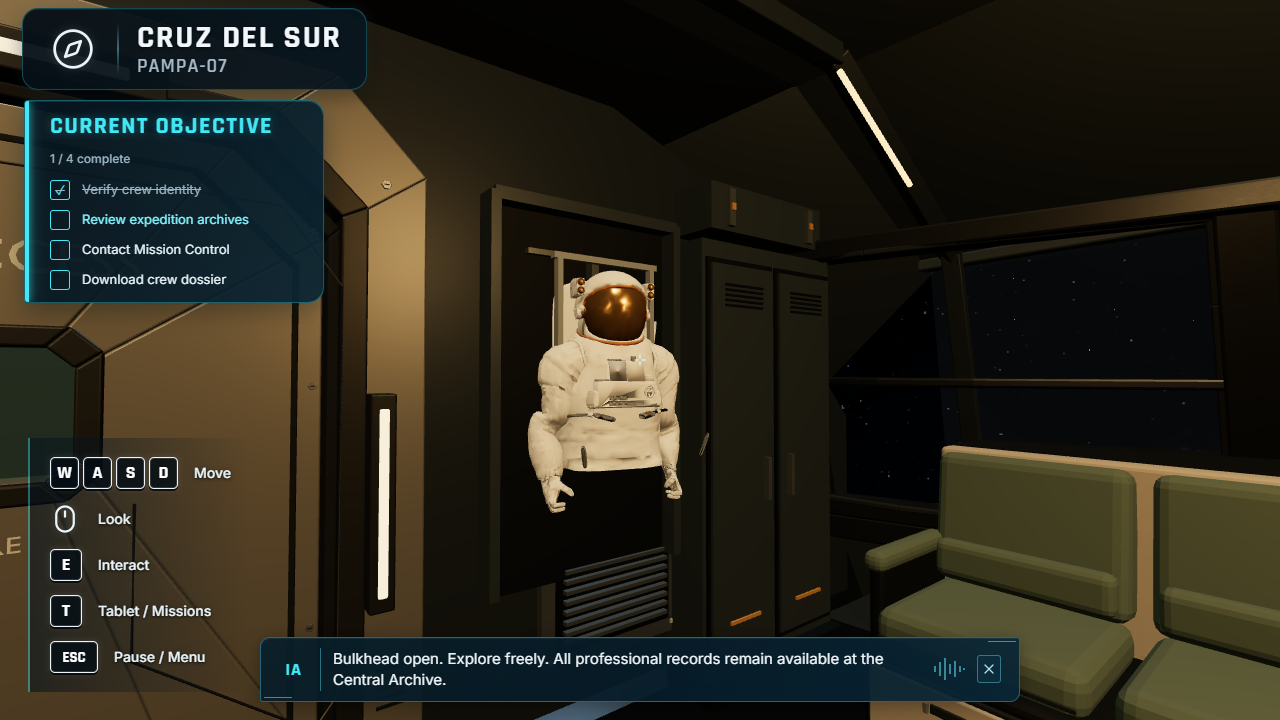 CRUZ DEL SUR
PAMPA-07
CURRENT OBJECTIVE
1 / 4 complete
Verify crew identity
Review expedition archives
Contact Mission Control
Download crew dossier
W A S D Move
Look
E Interact
T Tablet / Missions
ESC Pause / Menu
IA
Bulkhead open. Explore freely. All professional records remain available at the
Central Archive.